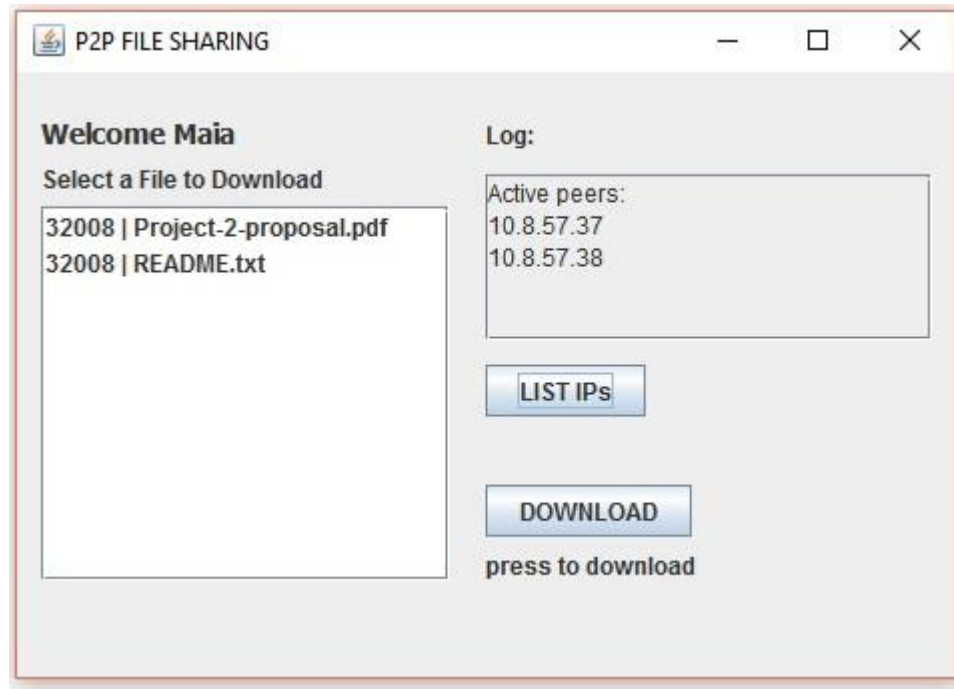 P2P FILE SHARING
Welcome Maia
Select a File to Download
32008 | Project-2-proposal.pdf
32008 | README.txt
Log:
Active peers:
10.8.57.37
10.8.57.38
LIST IPs
DOWNLOAD
press to download